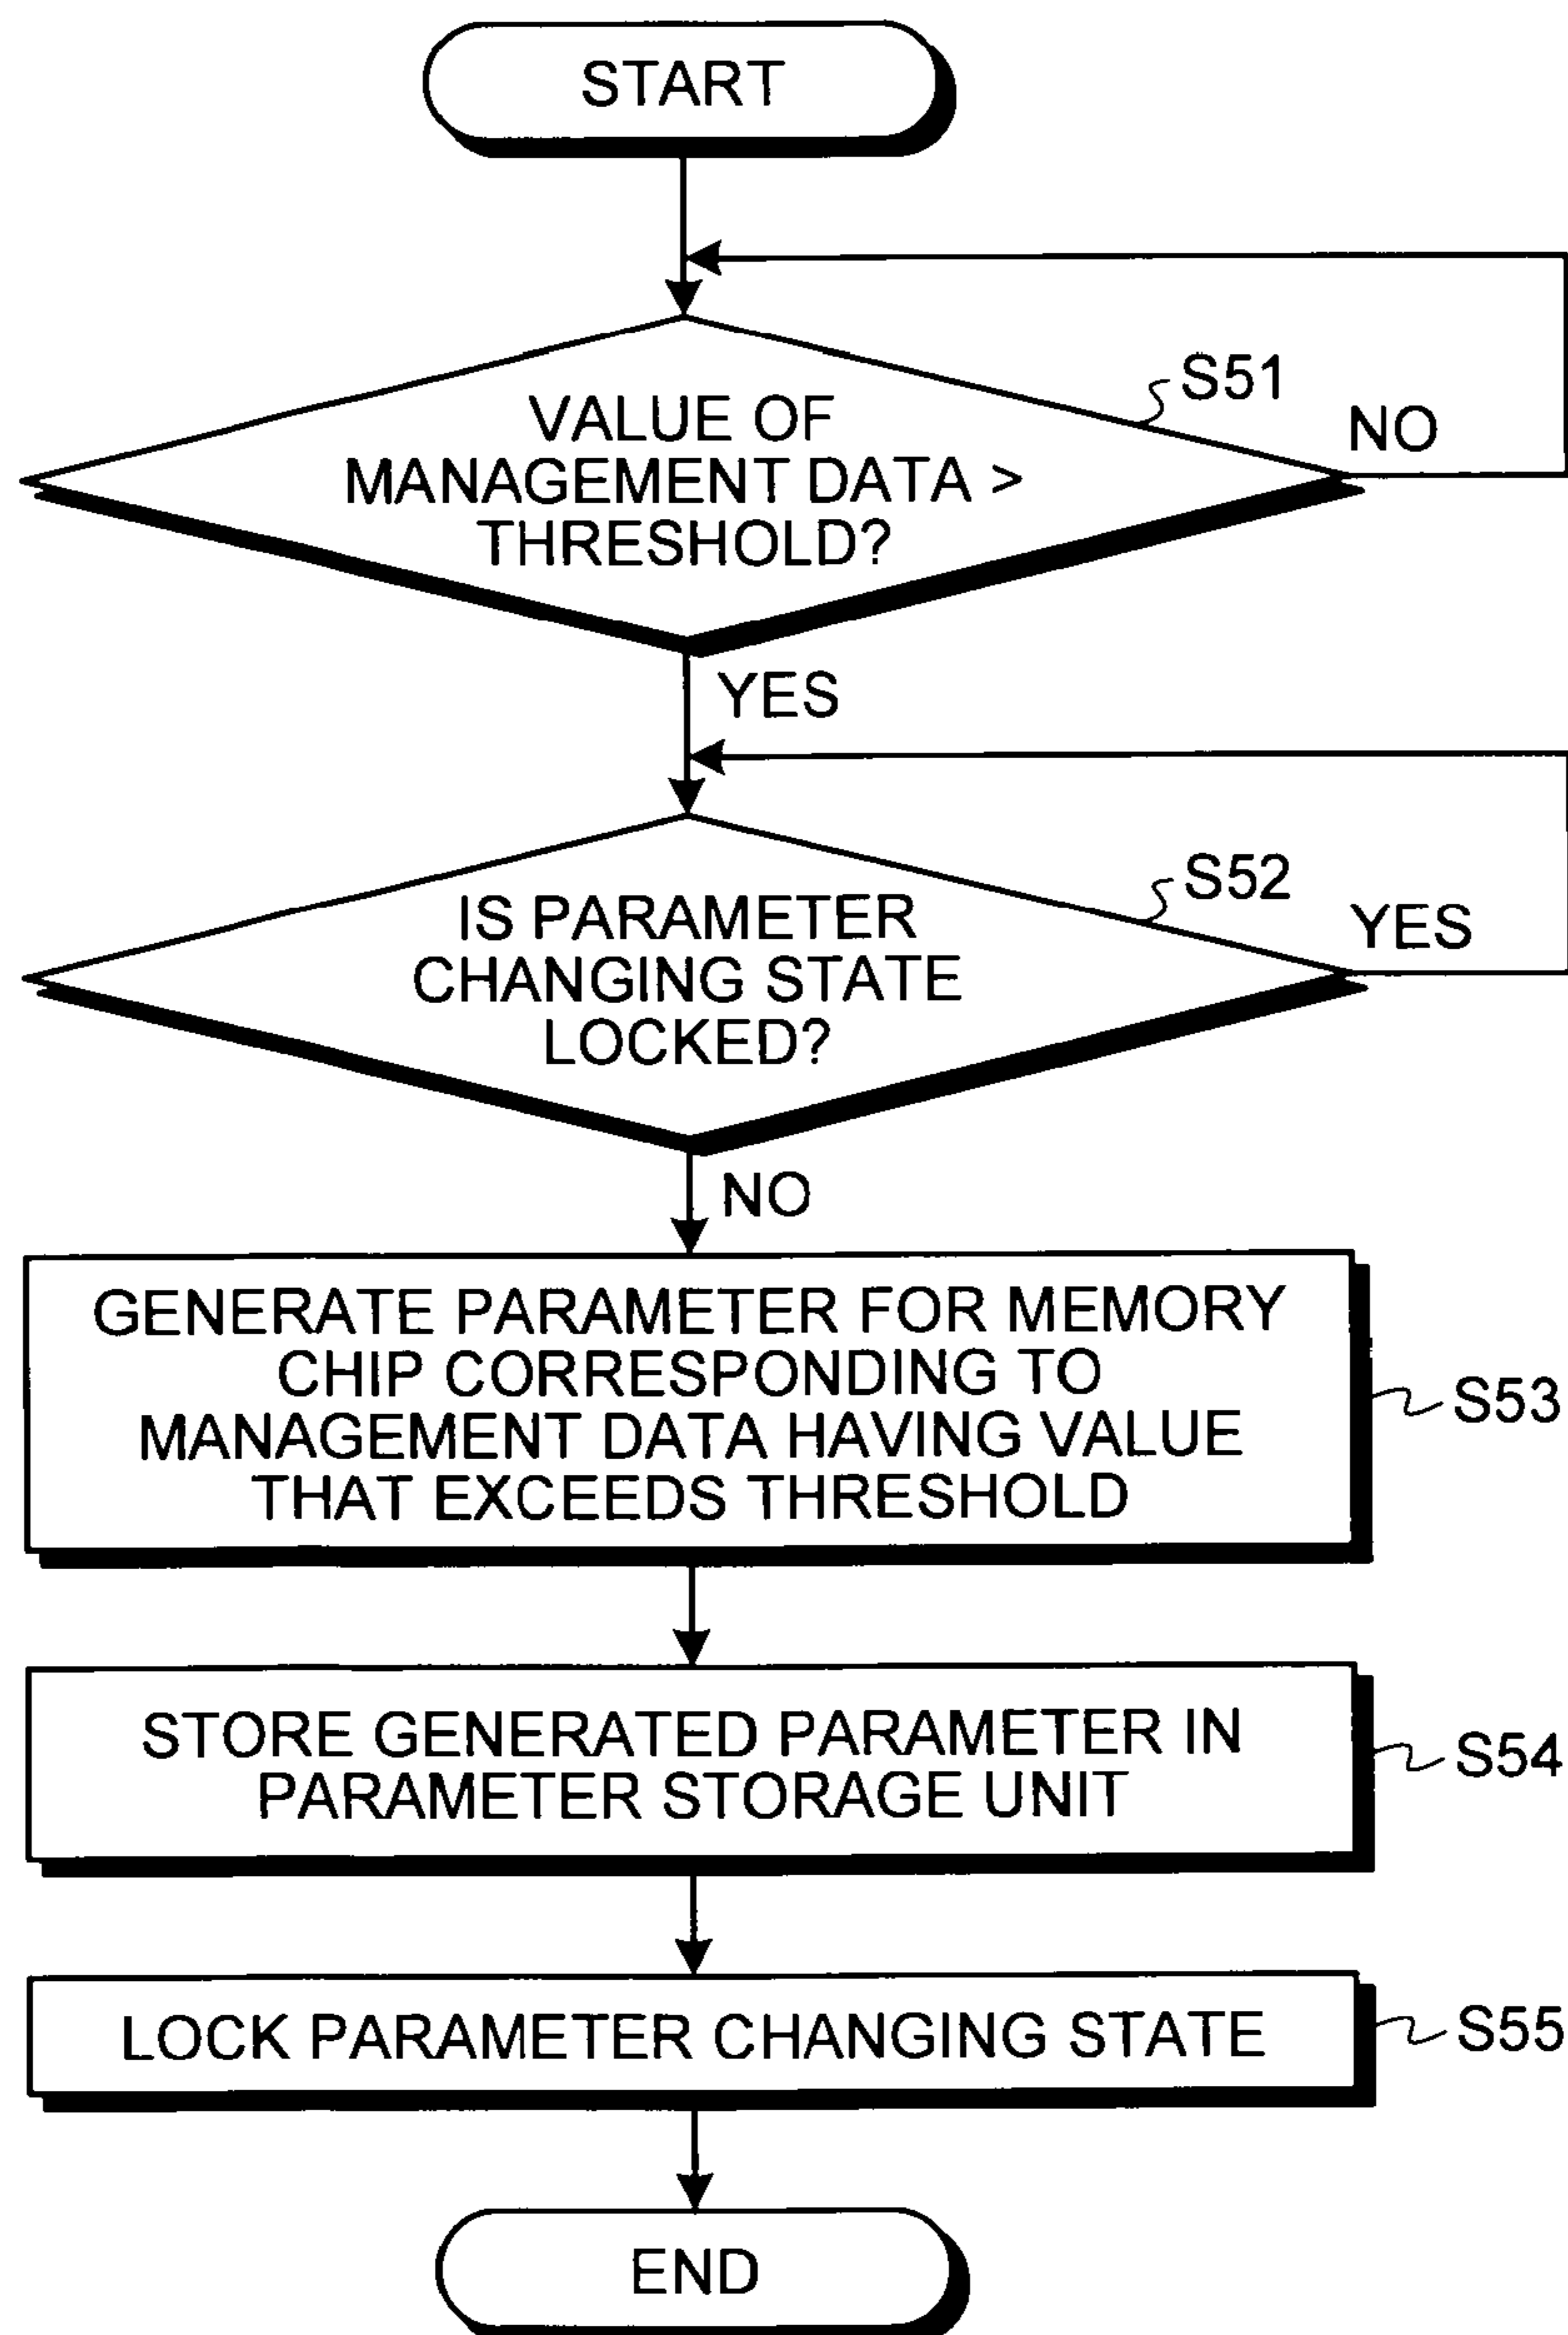 START
S51
NO
VALUE OF
MANAGEMENT DATA >
THRESHOLD?
YES
S52
YES
IS PARAMETER
CHANGING STATE
LOCKED?
NO
GENERATE PARAMETER FOR MEMORY
CHIP CORRESPONDING TO
MANAGEMENT DATA HAVING VALUE
THAT EXCEEDS THRESHOLD
S53
STORE GENERATED PARAMETER IN
PARAMETER STORAGE UNIT
S54
LOCK PARAMETER CHANGING STATE
S55
END